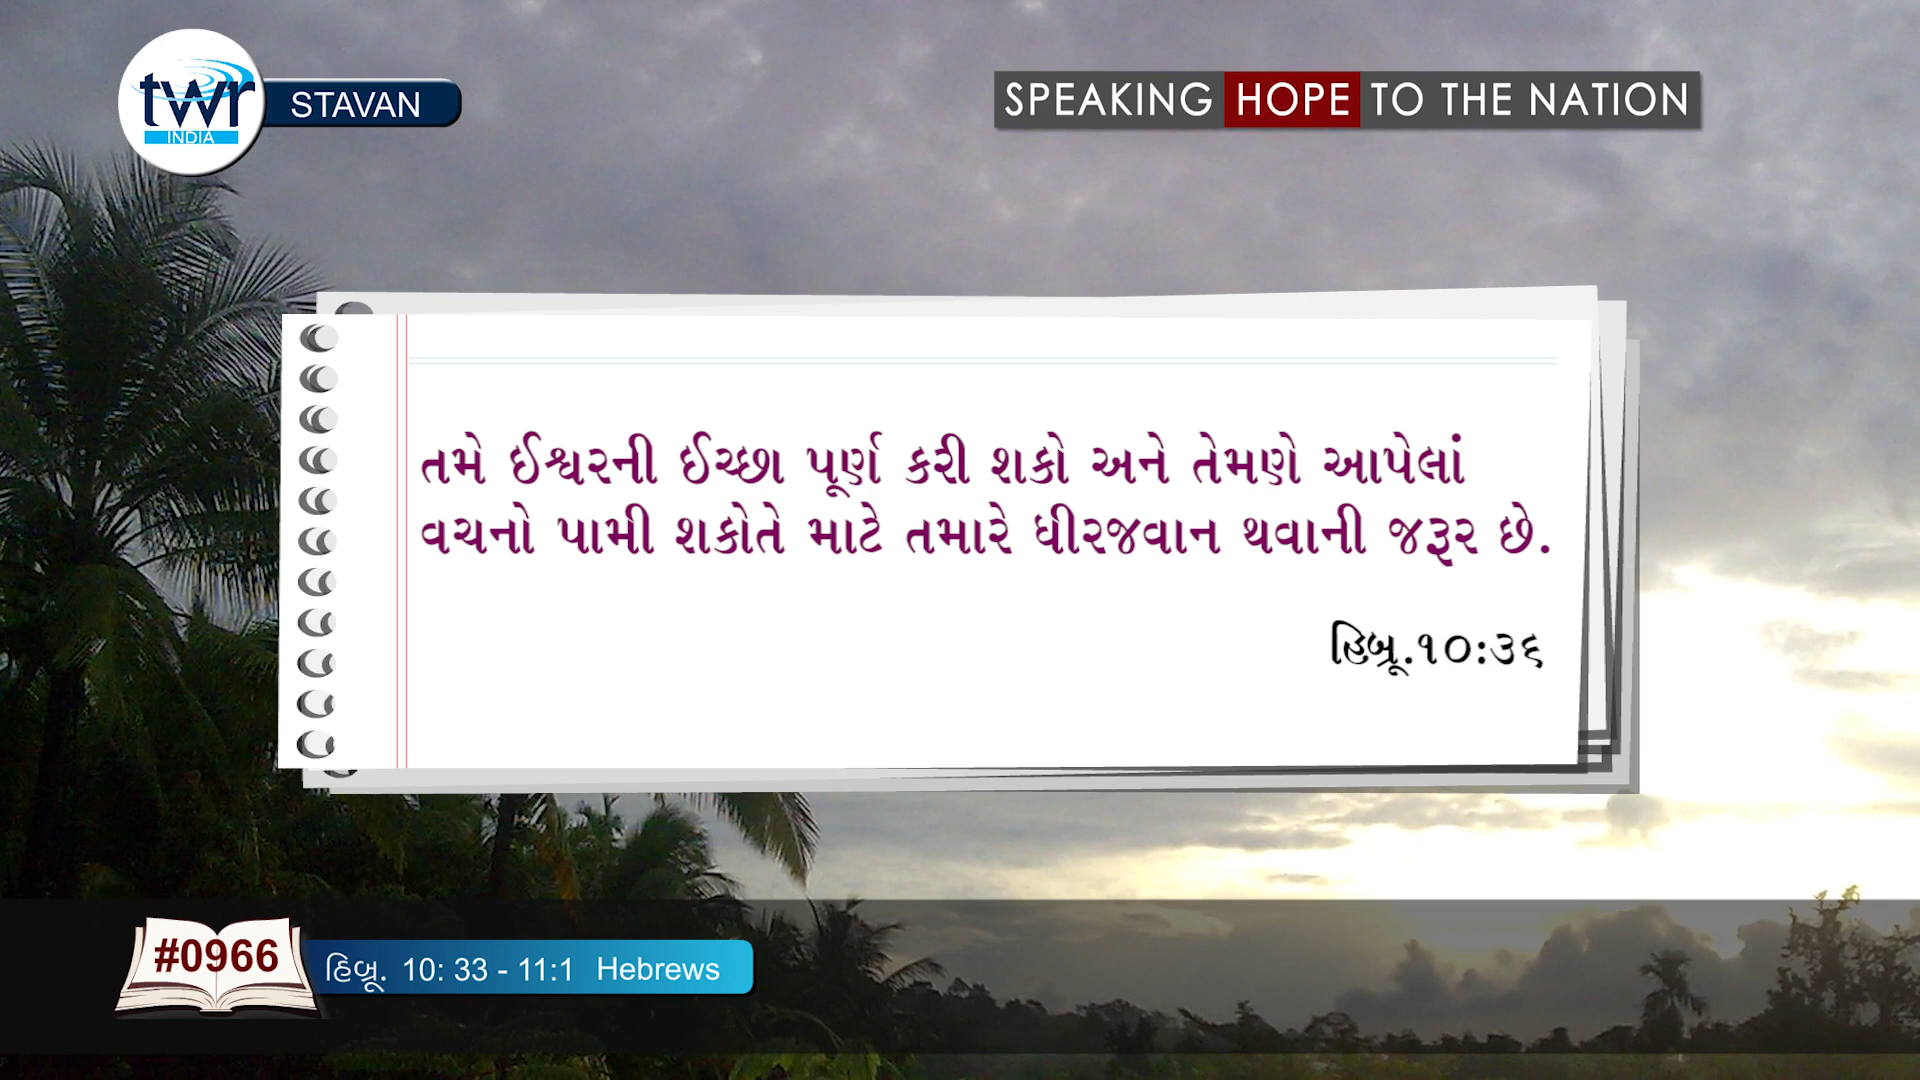 twr
INDIA
STAVAN
SPEAKING HOPE TO THE NATION
તમે ઈશ્વરની ઈચ્છા પૂર્ણ કરી શકો અને તેમણે આપેલાં
વચનો પામી શકોતે માટે તમારે ધીરજવાન થવાની જરૂર છે.
હિબ્રૂ.૧૦:૩૬
#0966
હિબ્રૂ. 10: 33 - 11:1 Hebrews